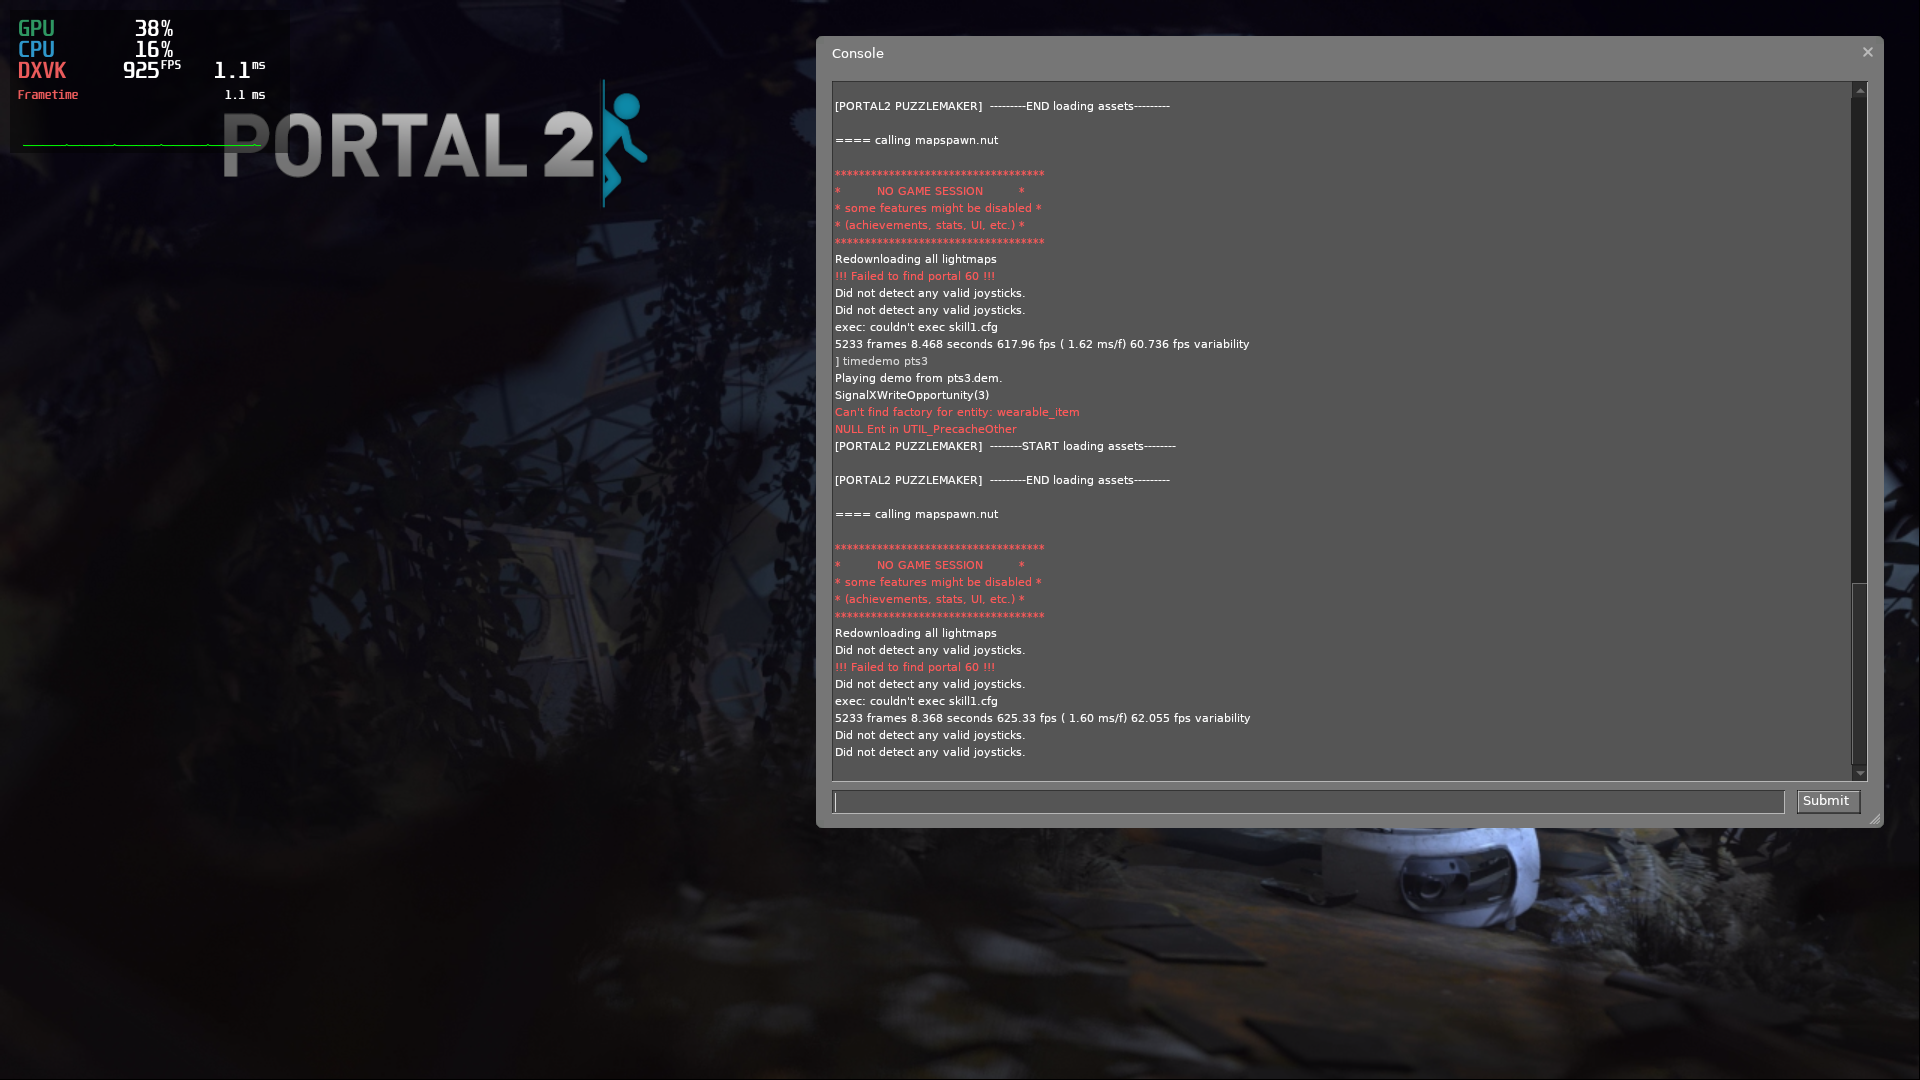 GPU 38%
CPU 16%
DXVK 925FPS 1.1ms
Frametime 1.1 ms
PORTAL 2
Console
[PORTAL2 PUZZLEMAKER] ---------END loading assets---------
==== calling mapspawn.nut
***********************************
* NO GAME SESSION *
* some features might be disabled *
* (achievements, stats, UI, etc.) *
***********************************
Redownloading all lightmaps
!!! Failed to find portal 60 !!!
Did not detect any valid joysticks.
Did not detect any valid joysticks.
exec: couldn't exec skill1.cfg
5233 frames 8.468 seconds 617.96 fps ( 1.62 ms/f) 60.736 fps variability
] timedemo pts3
Playing demo from pts3.dem.
SignalXWriteOpportunity(3)
Can't find factory for entity: wearable_item
NULL Ent in UTIL_PrecacheOther
[PORTAL2 PUZZLEMAKER] --------START loading assets--------
[PORTAL2 PUZZLEMAKER] ---------END loading assets---------
==== calling mapspawn.nut
***********************************
* NO GAME SESSION *
* some features might be disabled *
* (achievements, stats, UI, etc.) *
***********************************
Redownloading all lightmaps
Did not detect any valid joysticks.
!!! Failed to find portal 60 !!!
Did not detect any valid joysticks.
exec: couldn't exec skill1.cfg
5233 frames 8.368 seconds 625.33 fps ( 1.60 ms/f) 62.055 fps variability
Did not detect any valid joysticks.
Did not detect any valid joysticks.
Submit